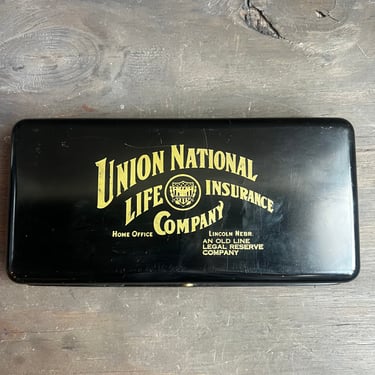 UNION NATIONAL
LIFE INSURANCE
COMPANY
HOME OFFICE LINCOLN NEBR.
AN OLD LINE
LEGAL RESERVE
COMPANY